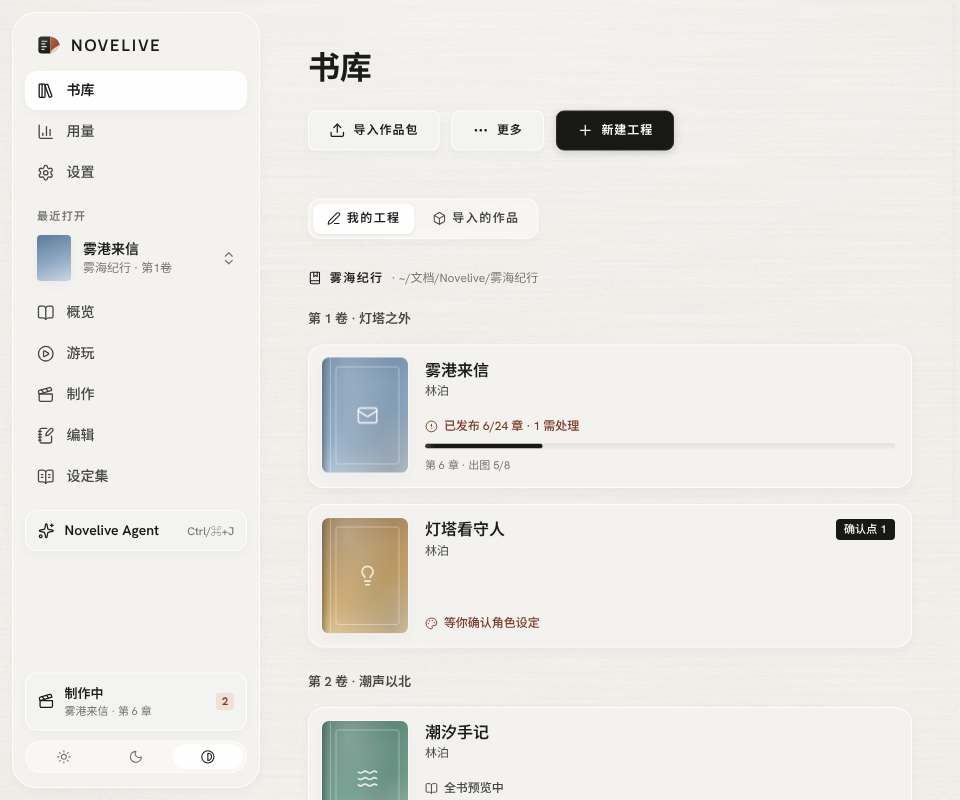 NOVELIVE
书库
用量
设置
最近打开
雾港来信
雾海纪行 · 第1卷
概览
游玩
制作
编辑
设定集
Novelive Agent Ctrl/⌘+J
制作中
雾港来信 · 第 6 章
2
书库
导入作品包
更多
新建工程
我的工程
导入的作品
雾海纪行 · ~/文档/Novelive/雾海纪行
第 1 卷 · 灯塔之外
雾港来信
林泊
已发布 6/24 章 · 1 需处理
第 6 章 · 出图 5/8
灯塔看守人
确认点 1
林泊
等你确认角色设定
第 2 卷 · 潮声以北
潮汐手记
林泊
全书预览中